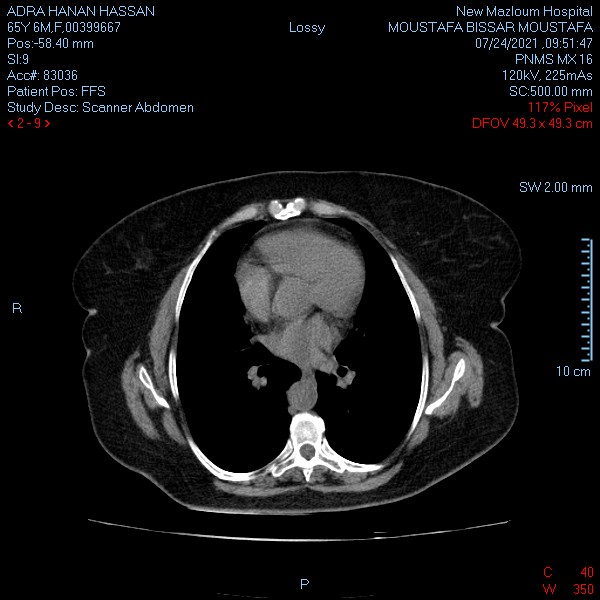 ADRA HANAN HASSAN
65Y 6M,F,00399667
Pos:-58.40 mm
SI:9
Acc#: 83036
Patient Pos: FFS
Study Desc: Scanner Abdomen
< 2 - 9 >
Lossy
New Mazloum Hospital
MOUSTAFA BISSAR MOUSTAFA
07/24/2021 ,09:51:47
PNMS MX 16
120kV, 225mAs
SC:500.00 mm
117% Pixel
DFOV 49.3 x 49.3 cm
SW 2.00 mm
R
10 cm
P
C 40
W 350